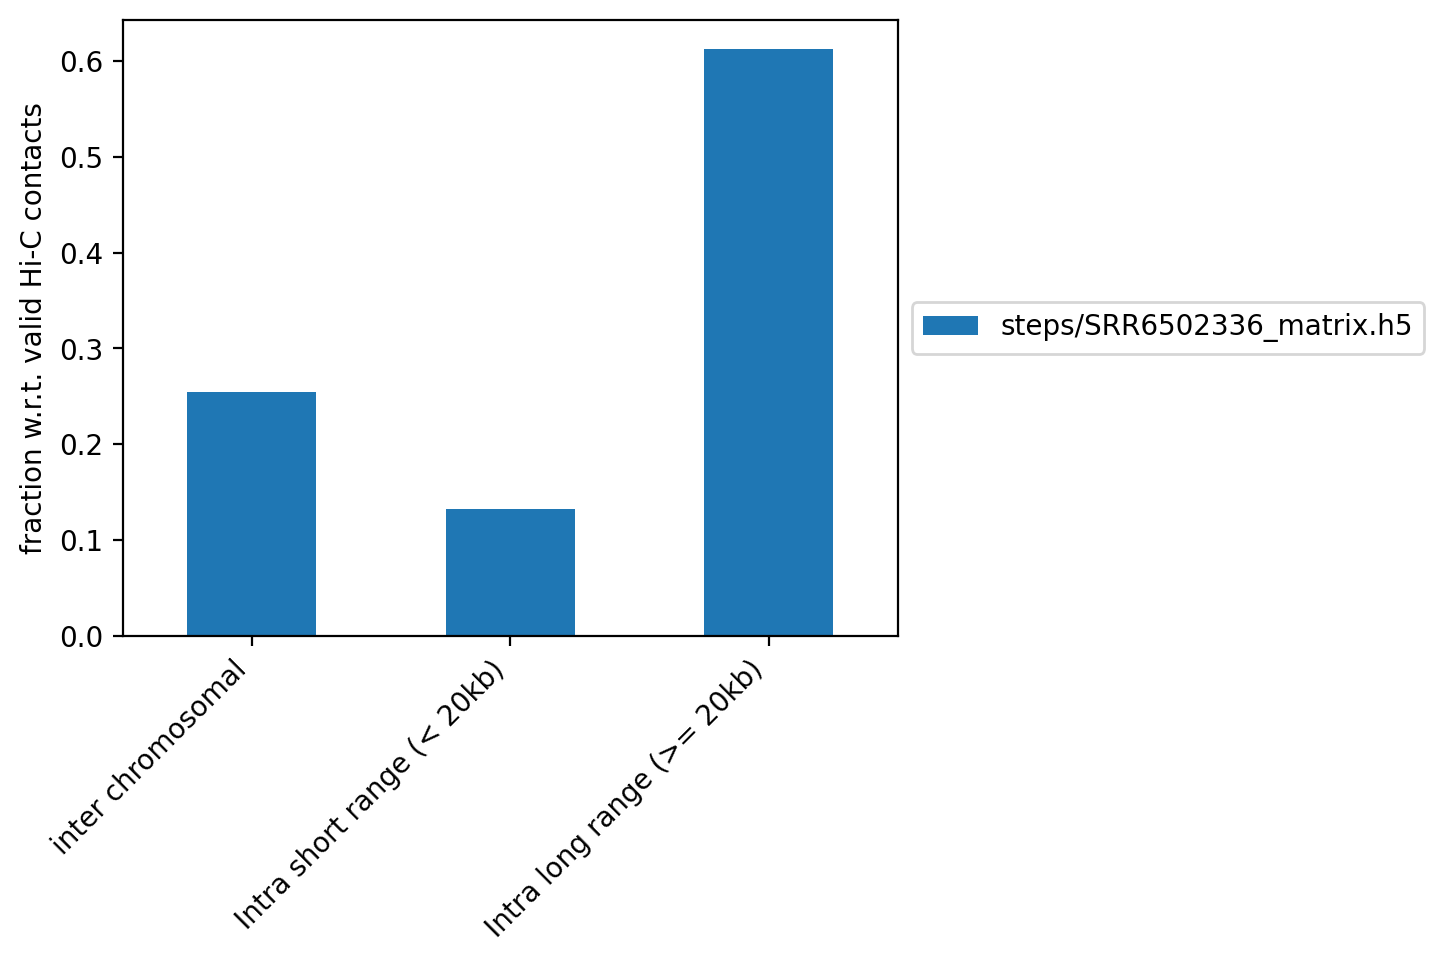 fraction w.r.t. valid Hi-C contacts
0.6
0.5
0.4
0.3
0.2
0.1
0.0
inter chromosomal
Intra short range (< 20kb)
Intra long range (>= 20kb)
steps/SRR6502336_matrix.h5